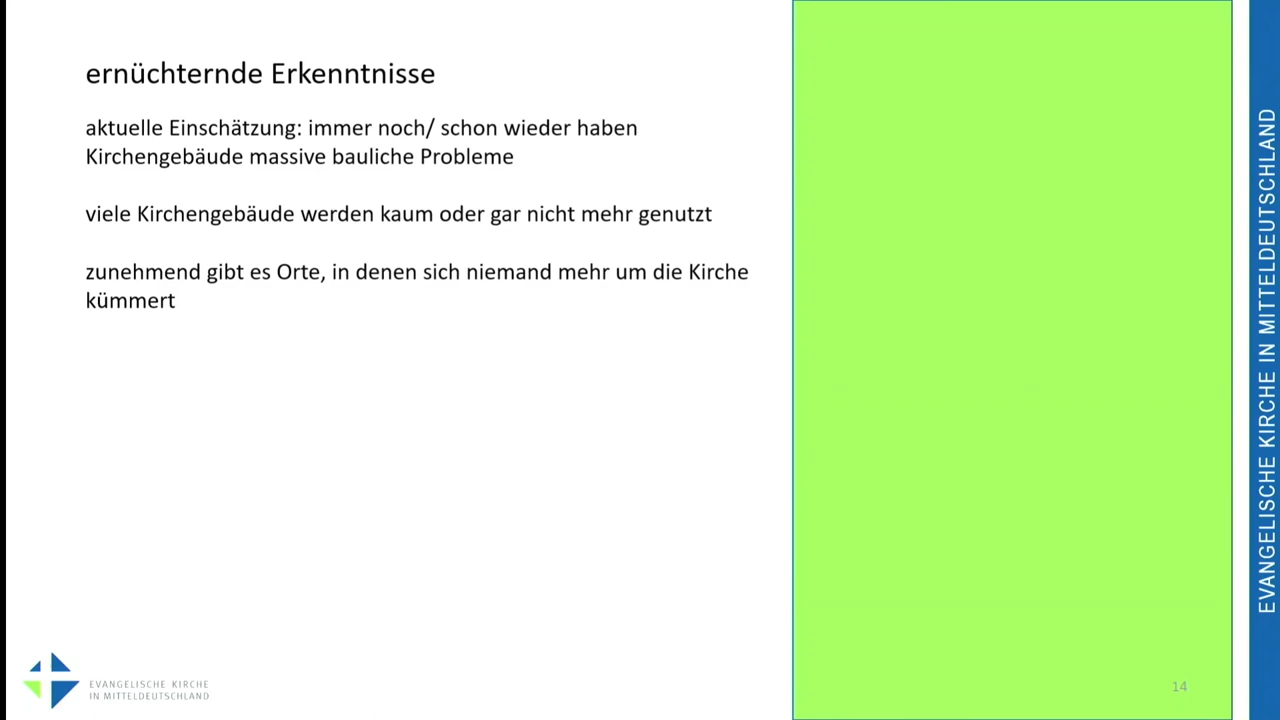 ernüchternde Erkenntnisse
aktuelle Einschätzung: immer noch/ schon wieder haben
Kirchengebäude massive bauliche Probleme
viele Kirchengebäude werden kaum oder gar nicht mehr genutzt
zunehmend gibt es Orte, in denen sich niemand mehr um die Kirche
kümmert
EVANGELISCHE KIRCHE
IN MITTELDEUTSCHLAND
14
EVANGELISCHE KIRCHE IN MITTELDEUTSCHLAND